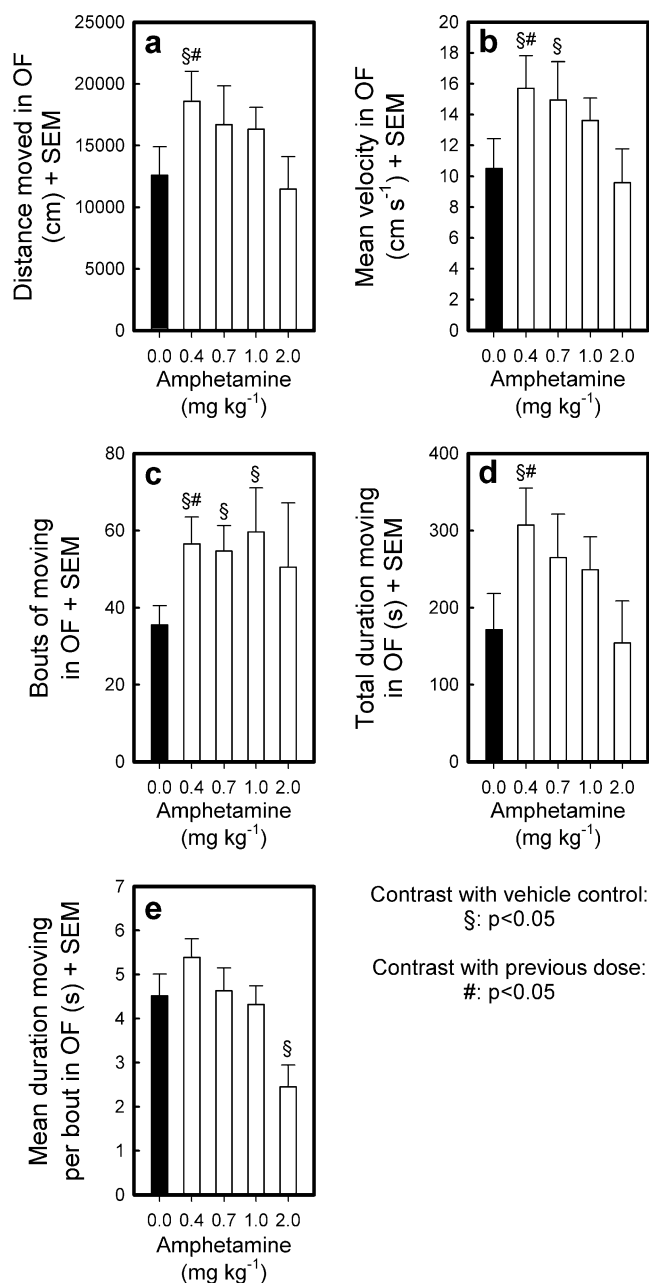 a
Distance moved in OF
(cm) + SEM
25000
20000
15000
10000
5000
0
§#
0.0 0.4 0.7 1.0 2.0
Amphetamine
(mg kg-1)
b
Mean velocity in OF
(cm s-1) + SEM
20
18
16
14
12
10
8
6
4
2
0
§# §
0.0 0.4 0.7 1.0 2.0
Amphetamine
(mg kg-1)
c
Bouts of moving
in OF + SEM
80
60
40
20
0
§# § §
0.0 0.4 0.7 1.0 2.0
Amphetamine
(mg kg-1)
d
Total duration moving
in OF (s) + SEM
400
300
200
100
0
§#
0.0 0.4 0.7 1.0 2.0
Amphetamine
(mg kg-1)
e
Mean duration moving
per bout in OF (s) + SEM
7
6
5
4
3
2
1
0
§
0.0 0.4 0.7 1.0 2.0
Amphetamine
(mg kg-1)
Contrast with vehicle control:
§: p<0.05
Contrast with previous dose:
#: p<0.05